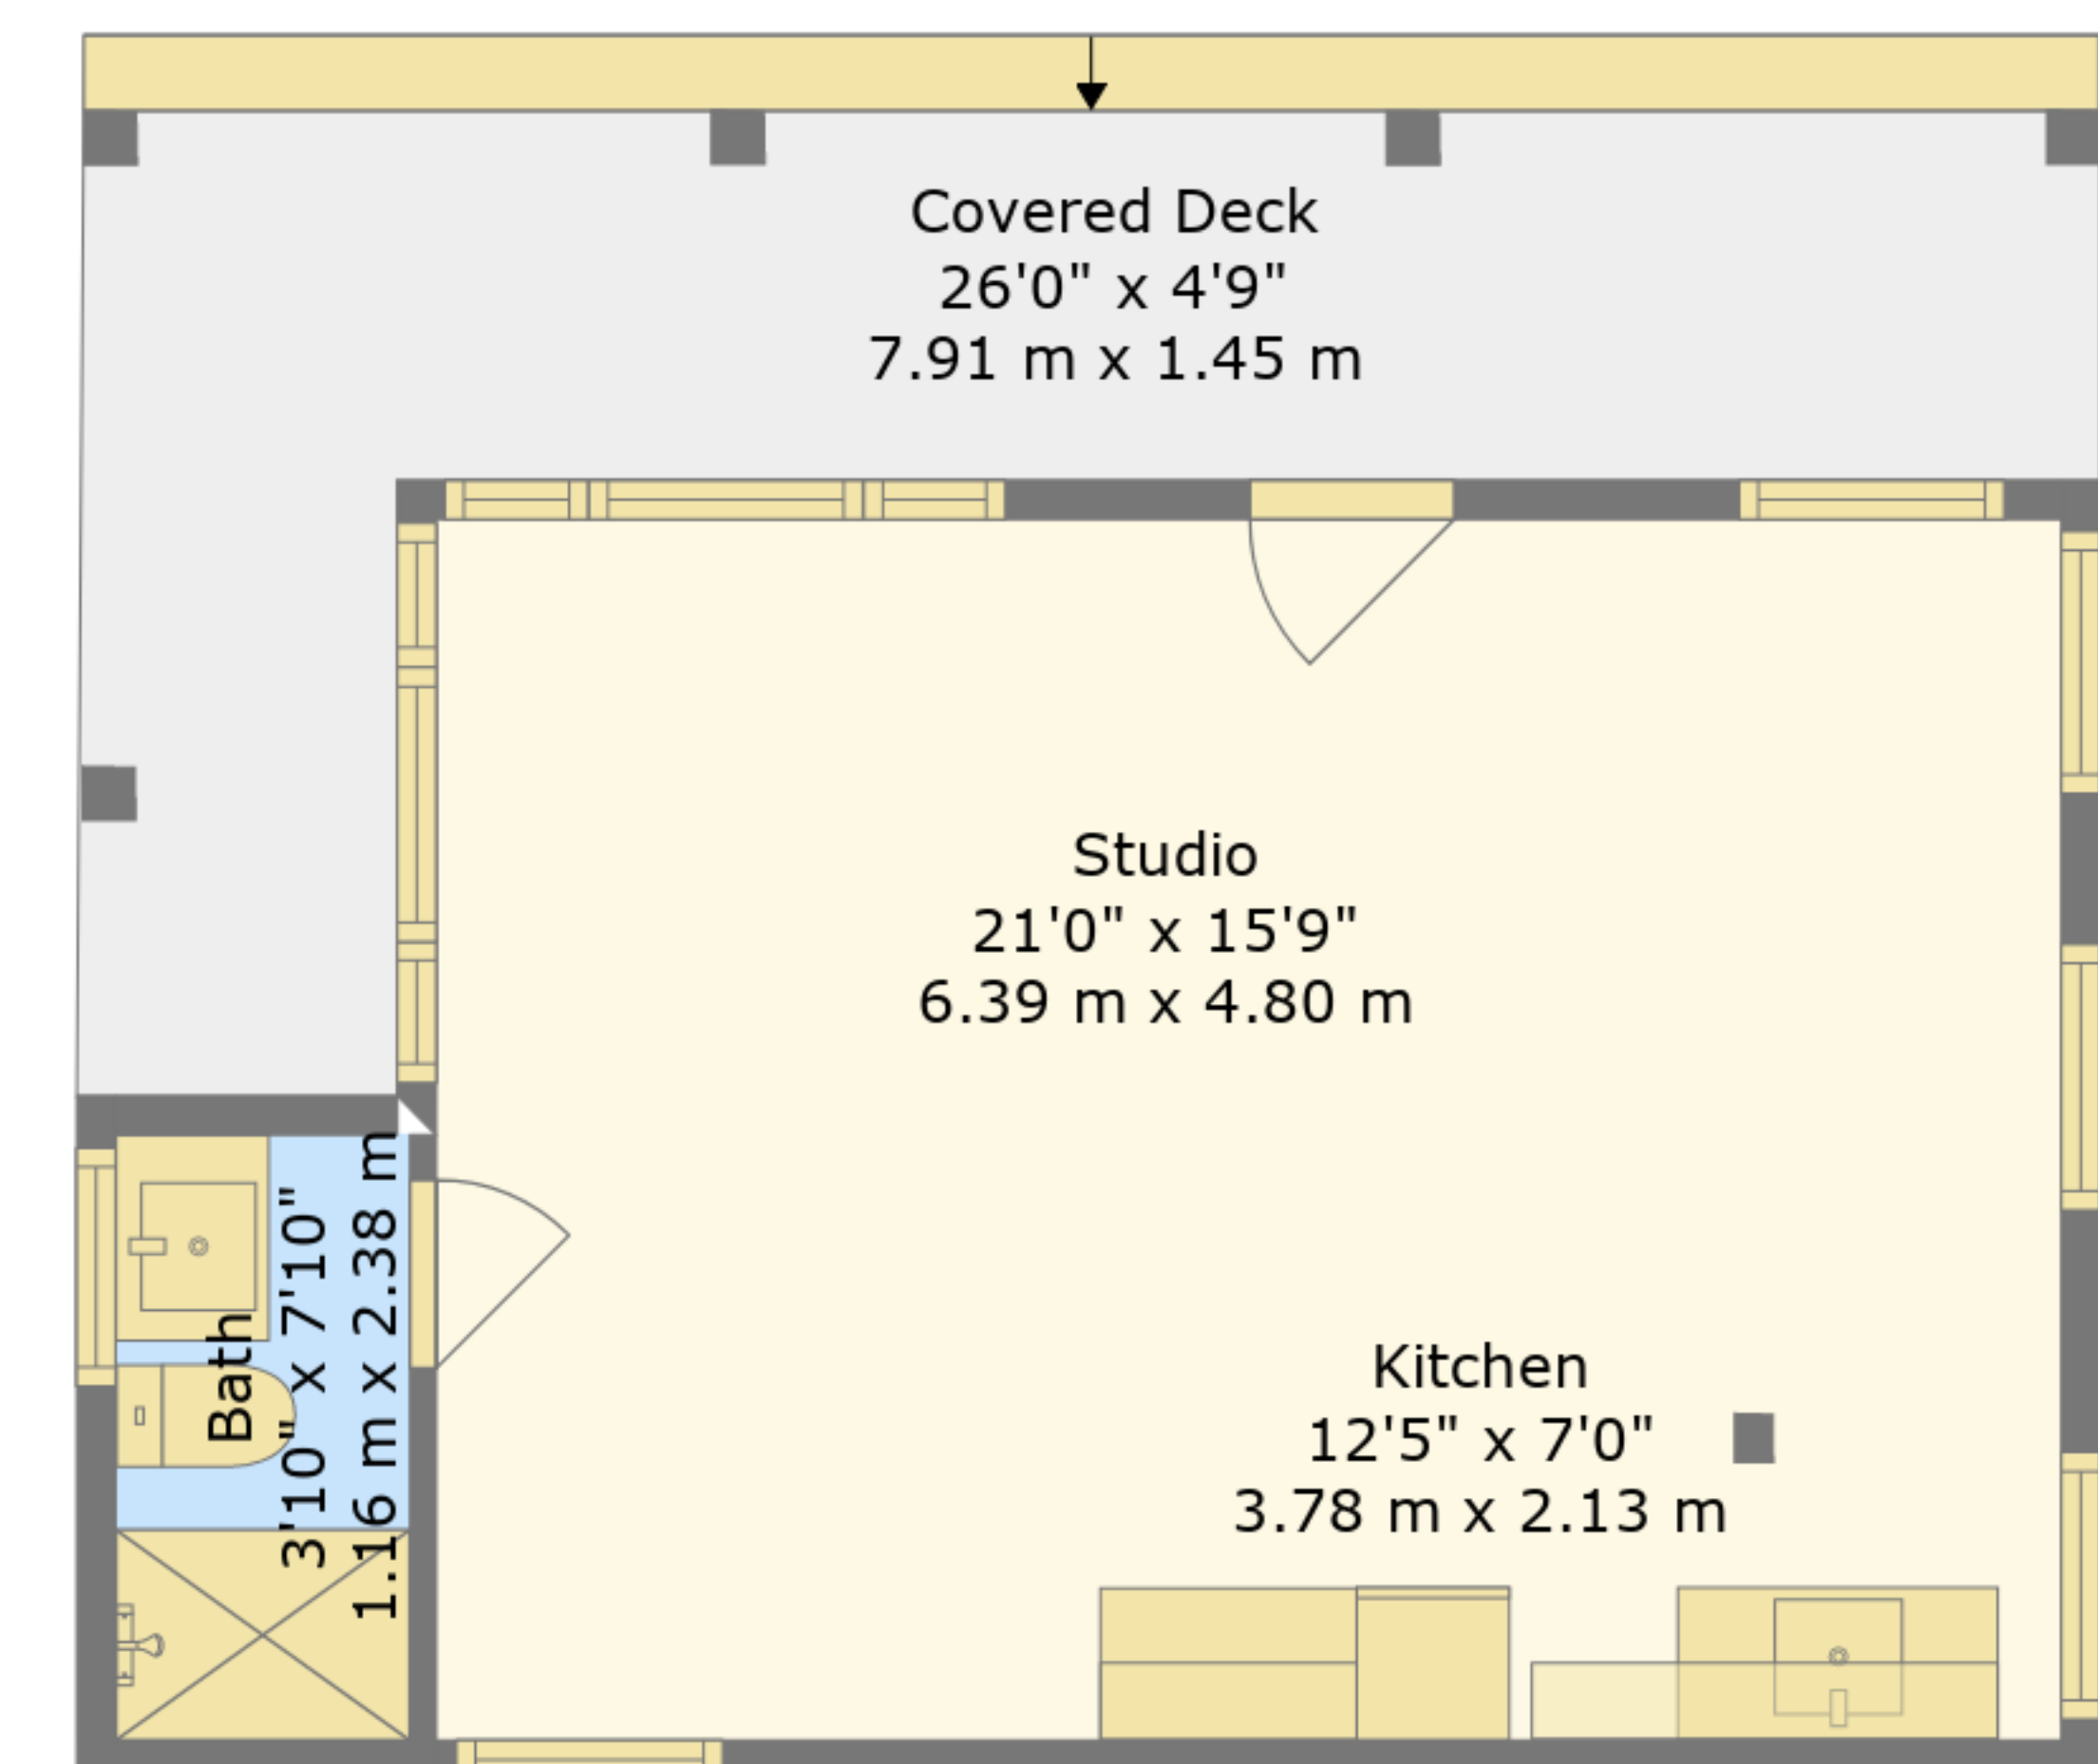 Covered Deck
26'0" x 4'9"
7.91 m x 1.45 m
Studio
21'0" x 15'9"
6.39 m x 4.80 m
Bath
3'10" x 7'10"
1.16 m x 2.38 m
Kitchen
12'5" x 7'0"
3.78 m x 2.13 m